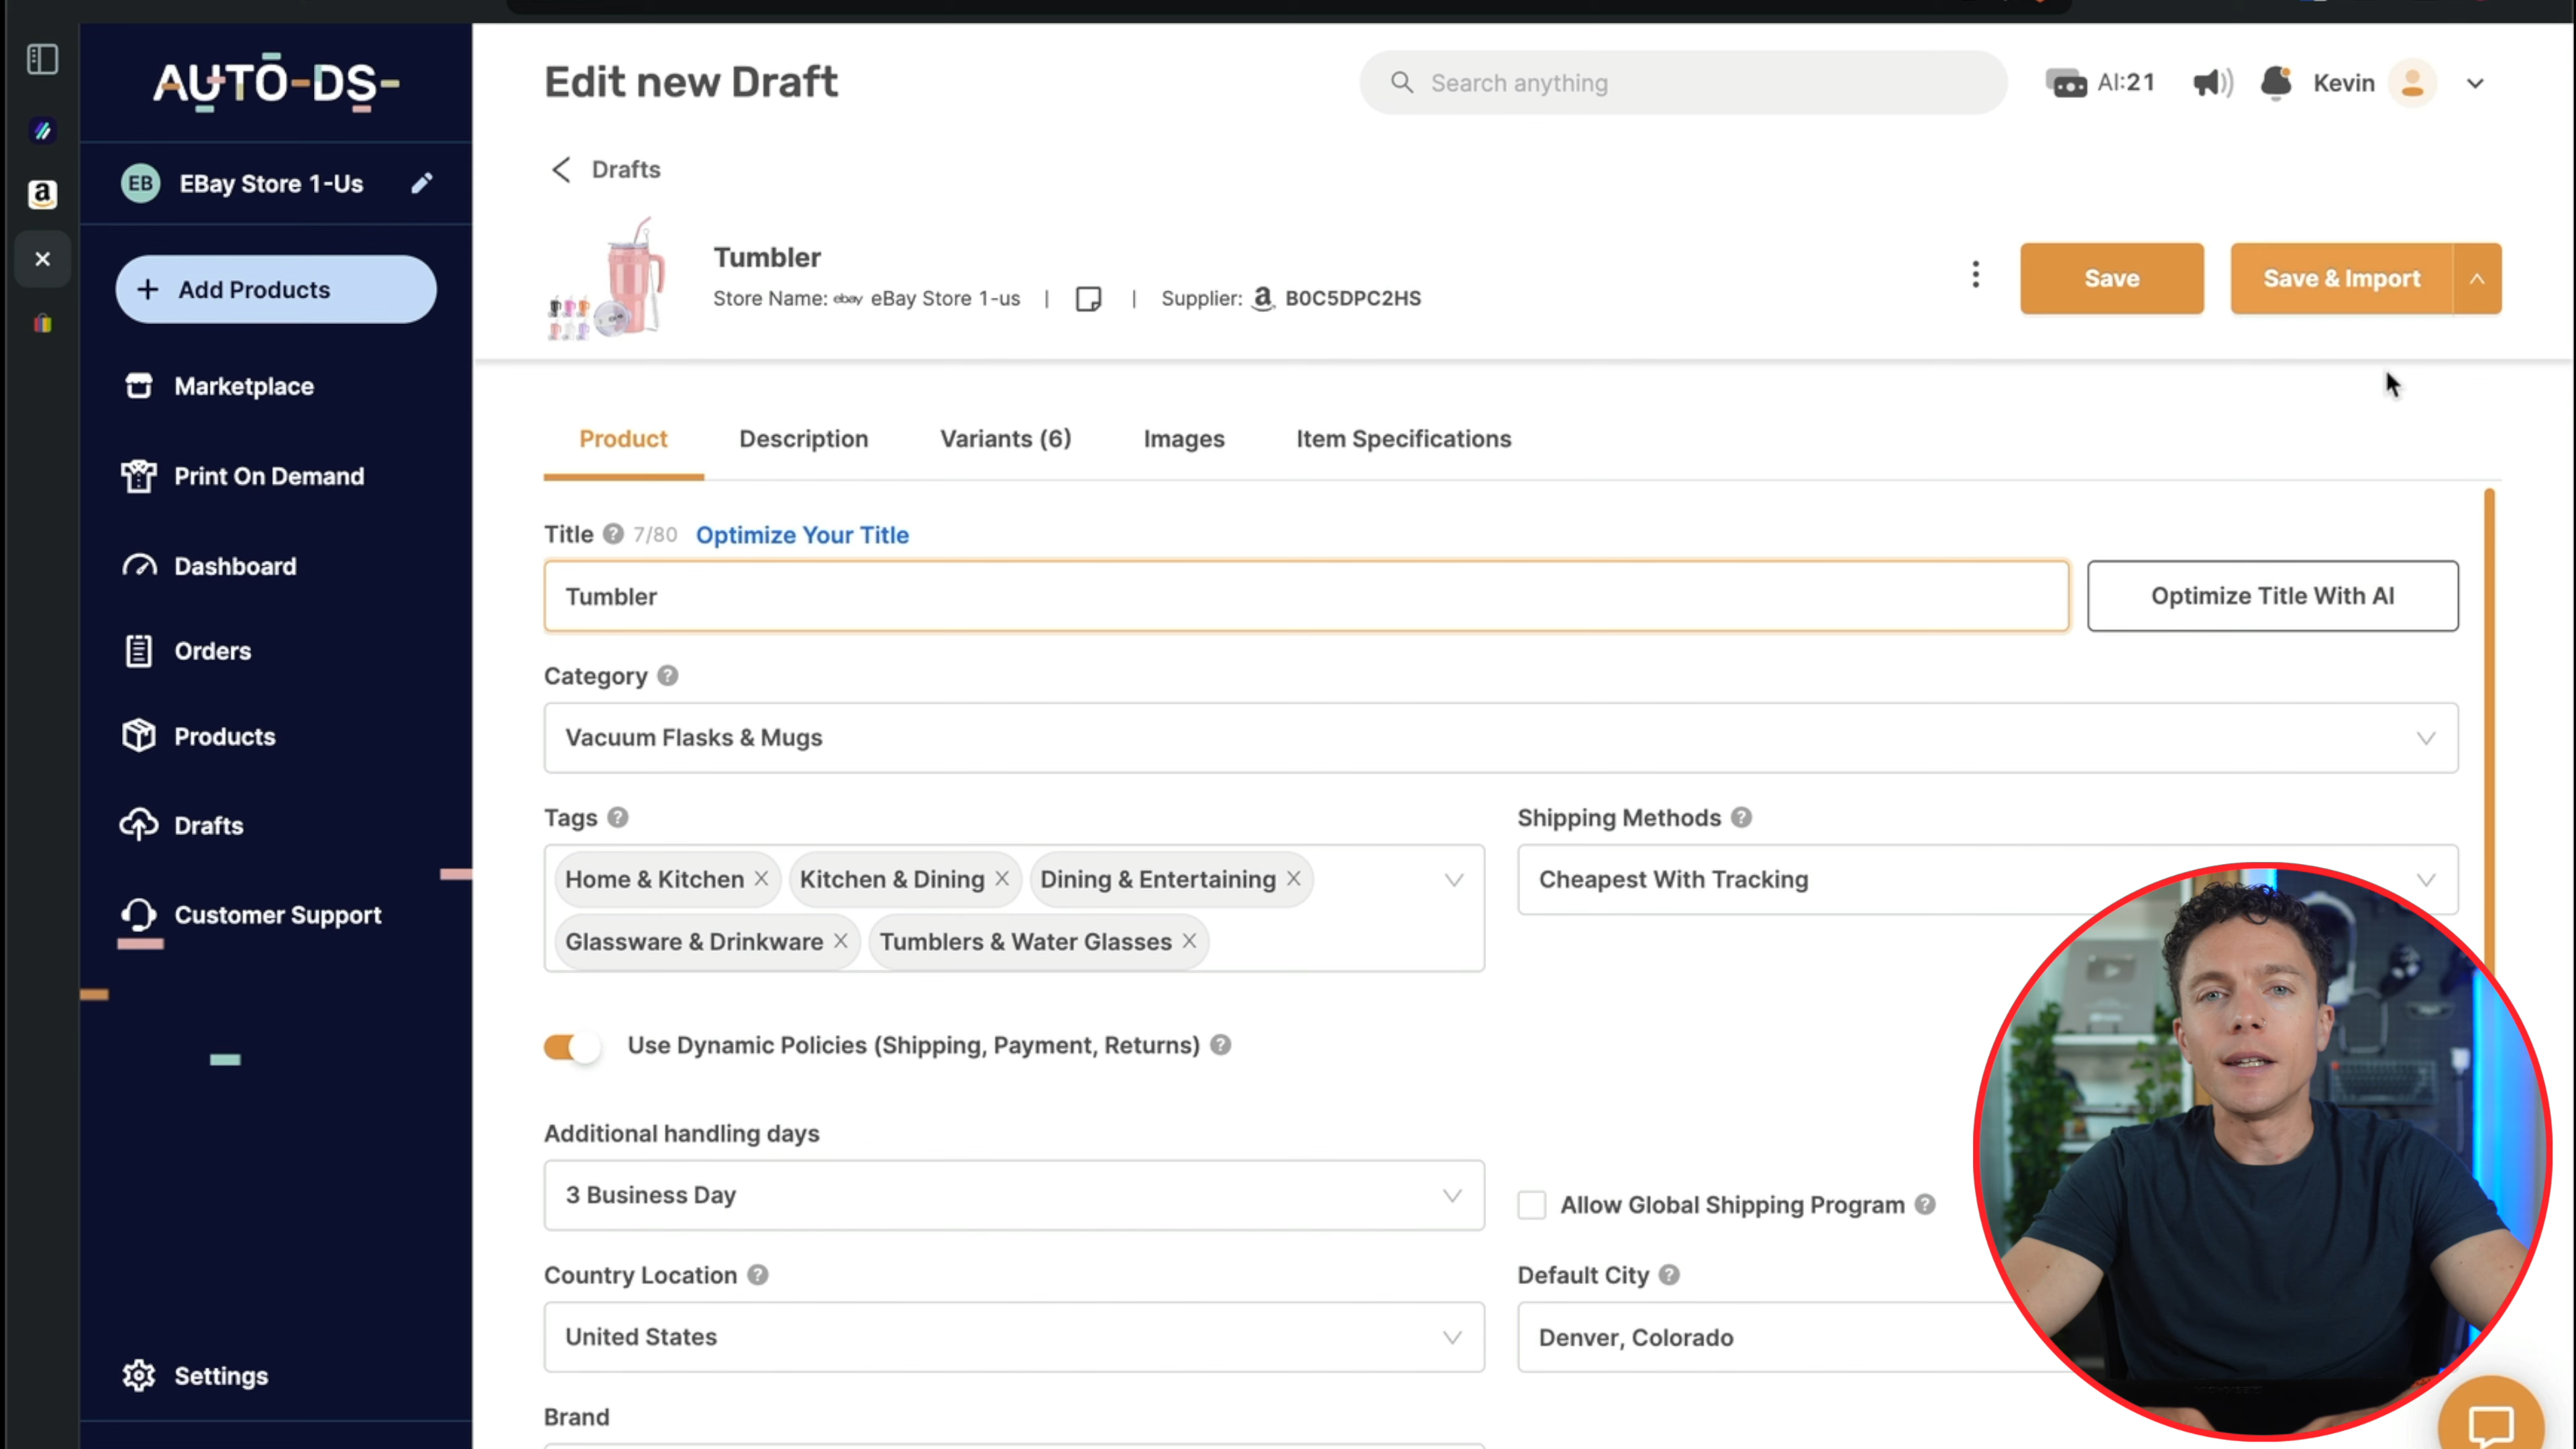 AUTO-DS-
Edit new Draft
Search anything
AI:21
Kevin
EB
EBay Store 1-Us
Drafts
Add Products
Tumbler
Store Name: ebay eBay Store 1-us | | Supplier: a B0C5DPC2HS
Save
Save & Import
Marketplace
Print On Demand
Dashboard
Orders
Products
Drafts
Customer Support
Settings
Product
Description
Variants (6)
Images
Item Specifications
Title ? 7/80 Optimize Your Title
Tumbler
Optimize Title With AI
Category ?
Vacuum Flasks & Mugs
Tags ?
Home & Kitchen
Kitchen & Dining
Dining & Entertaining
Glassware & Drinkware
Tumblers & Water Glasses
Shipping Methods ?
Cheapest With Tracking
Use Dynamic Policies (Shipping, Payment, Returns) ?
Additional handling days
3 Business Day
Allow Global Shipping Program ?
Country Location ?
United States
Default City ?
Denver, Colorado
Brand